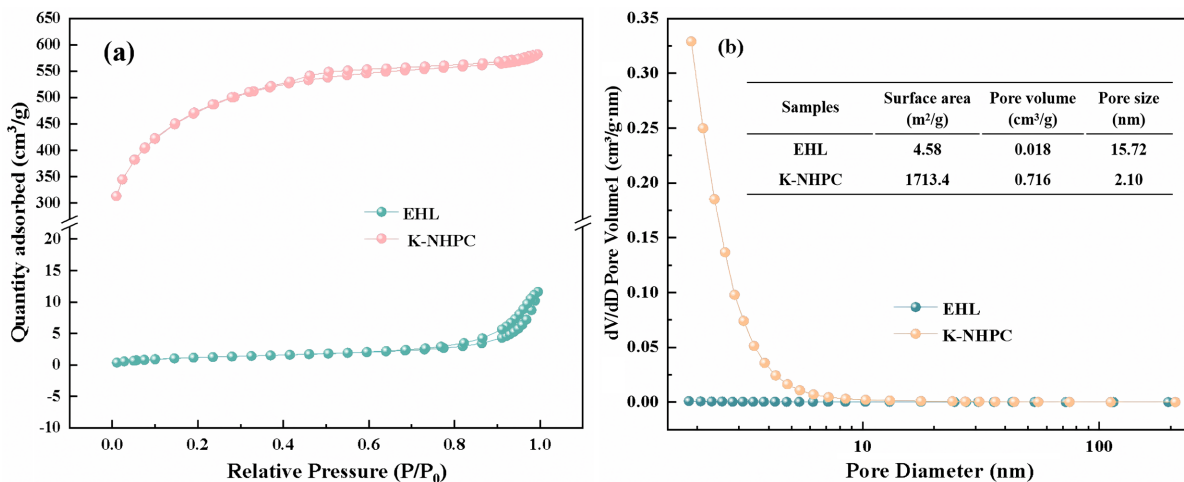 (a)
Quantity adsorbed (cm³/g)
650
600
550
500
450
400
350
300
20
15
10
5
0
-5
-10
EHL
K-NHPC
0.0 0.2 0.4 0.6 0.8 1.0
Relative Pressure (P/P₀)
(b)
dV/dD Pore Volume1 (cm³/g·nm)
0.35
0.30
0.25
0.20
0.15
0.10
0.05
0.00
Samples Surface area (m²/g) Pore volume (cm³/g) Pore size (nm)
EHL 4.58 0.018 15.72
K-NHPC 1713.4 0.716 2.10
EHL
K-NHPC
10 100
Pore Diameter (nm)